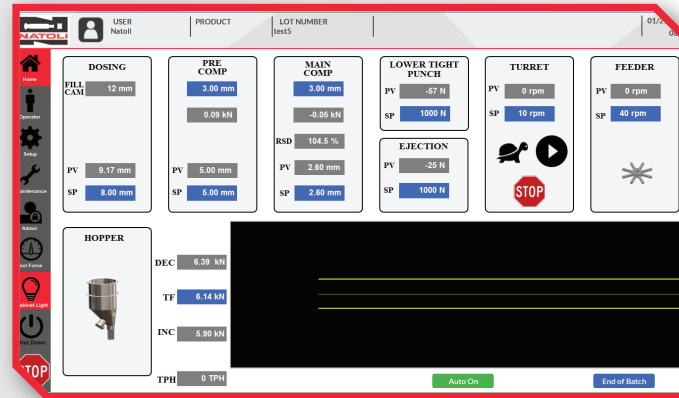 NATOLI
USER
Natoli
PRODUCT
LOT NUMBER
test5
Home
Operator
Setup
Maintenance
Admin
Tool Force
Cabinet Light
Shut Down
STOP
DOSING
FILL CAM 12 mm
PV 9.17 mm
SP 8.00 mm
PRE
COMP
3.00 mm
0.09 kN
PV 5.00 mm
SP 5.00 mm
MAIN
COMP
3.00 mm
-0.05 kN
RSD 104.5 %
PV 2.60 mm
SP 2.60 mm
LOWER TIGHT
PUNCH
PV -57 N
SP 1000 N
EJECTION
PV -25 N
SP 1000 N
TURRET
PV 0 rpm
SP 10 rpm
STOP
FEEDER
PV 0 rpm
SP 40 rpm
HOPPER
DEC 6.39 kN
TF 6.14 kN
INC 5.90 kN
TPH 0 TPH
Auto On
End of Batch